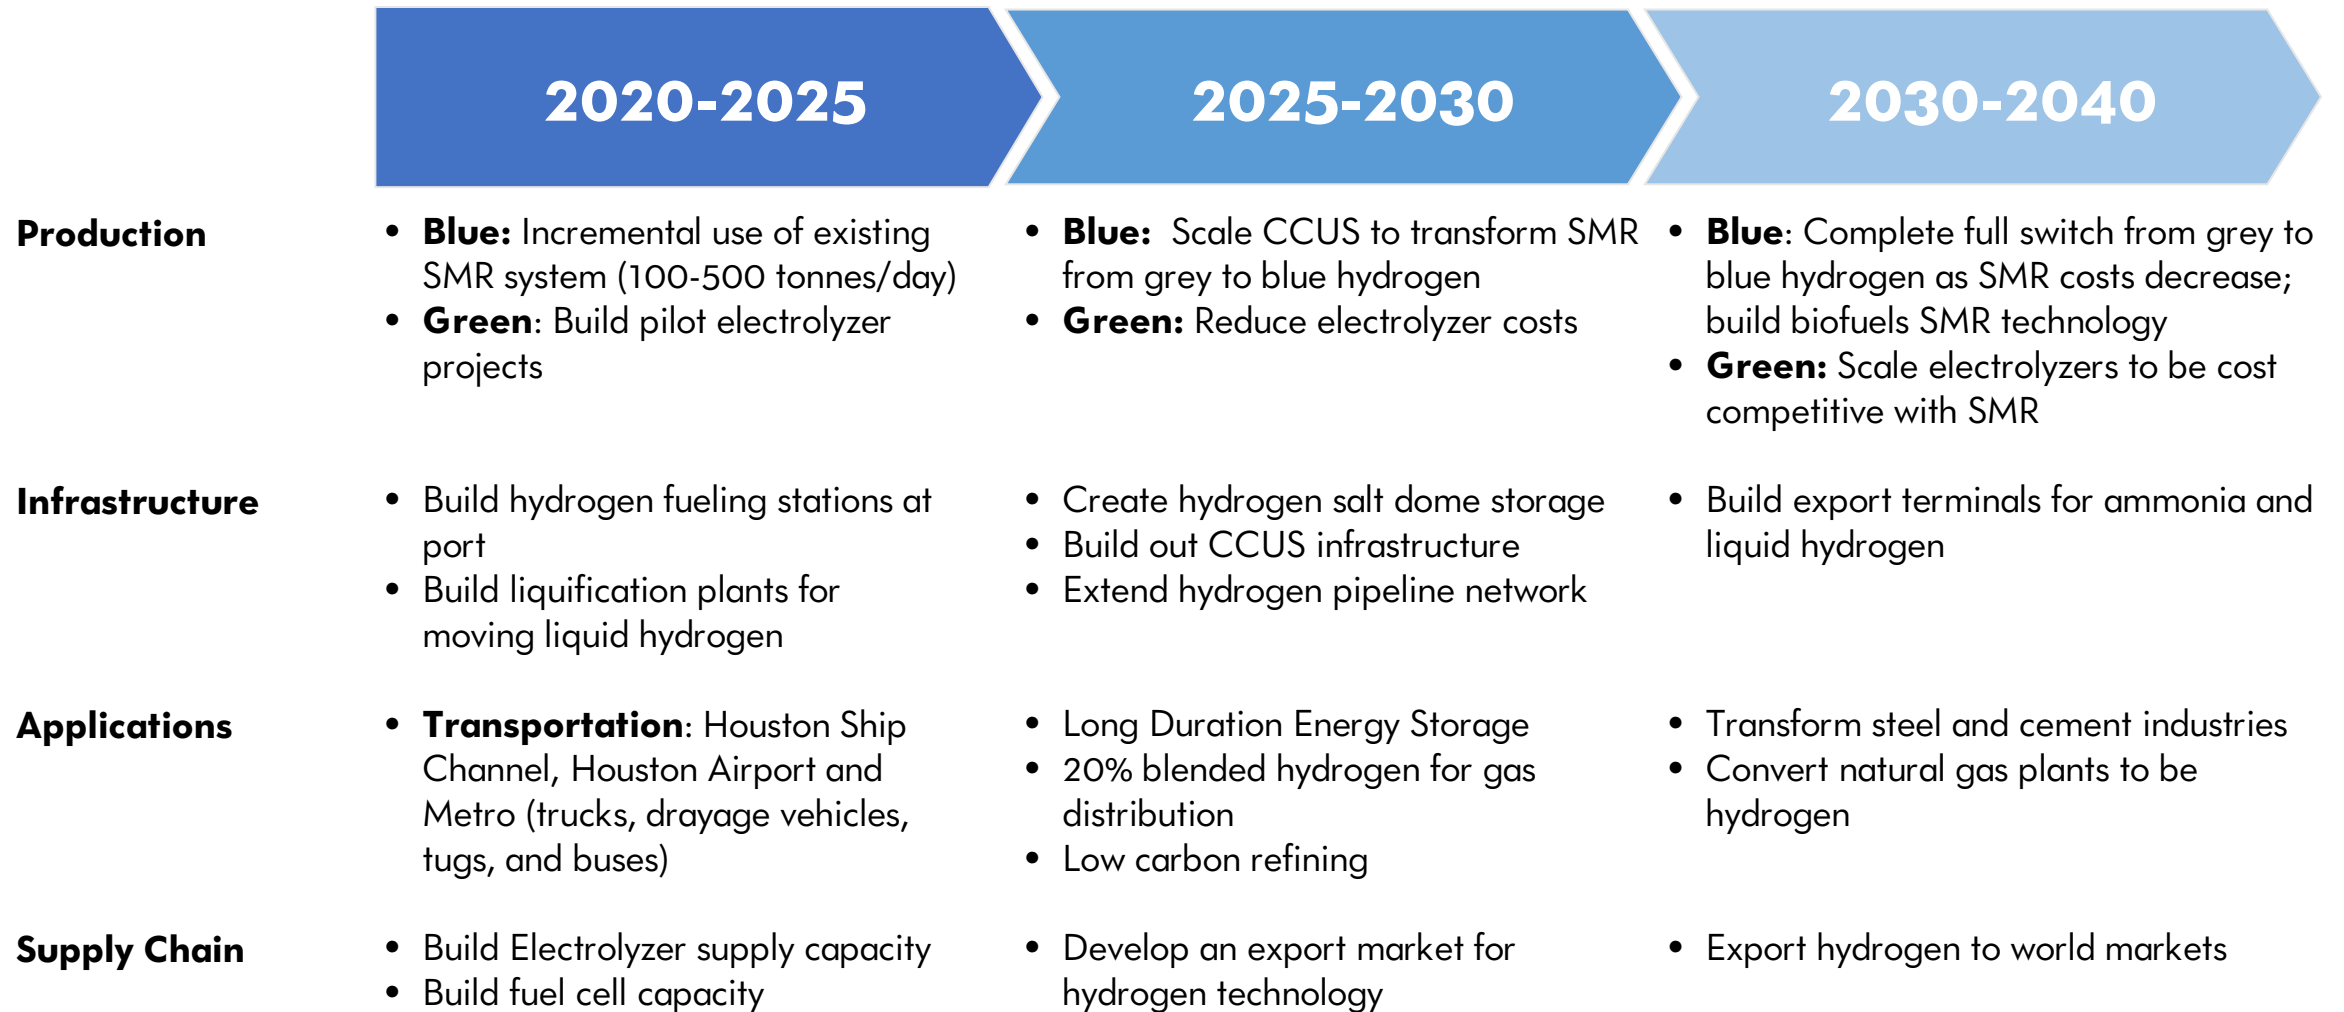 2020-2025
2025-2030
2030-2040
Production
• Blue: Incremental use of existing
SMR system (100-500 tonnes/day)
• Green: Build pilot electrolyzer
projects
• Blue:  Scale CCUS to transform SMR
from grey to blue hydrogen
• Green: Reduce electrolyzer costs
• Blue: Complete full switch from grey to
blue hydrogen as SMR costs decrease;
build biofuels SMR technology
• Green: Scale electrolyzers to be cost
competitive with SMR
Infrastructure
• Build hydrogen fueling stations at
port
• Build liquification plants for
moving liquid hydrogen
• Create hydrogen salt dome storage
• Build out CCUS infrastructure
• Extend hydrogen pipeline network
• Build export terminals for ammonia and
liquid hydrogen
Applications
• Transportation: Houston Ship
Channel, Houston Airport and
Metro (trucks, drayage vehicles,
tugs, and buses)
• Long Duration Energy Storage
• 20% blended hydrogen for gas
distribution
• Low carbon refining
• Transform steel and cement industries
• Convert natural gas plants to be
hydrogen
Supply Chain
• Build Electrolyzer supply capacity
• Build fuel cell capacity
• Develop an export market for
hydrogen technology
• Export hydrogen to world markets